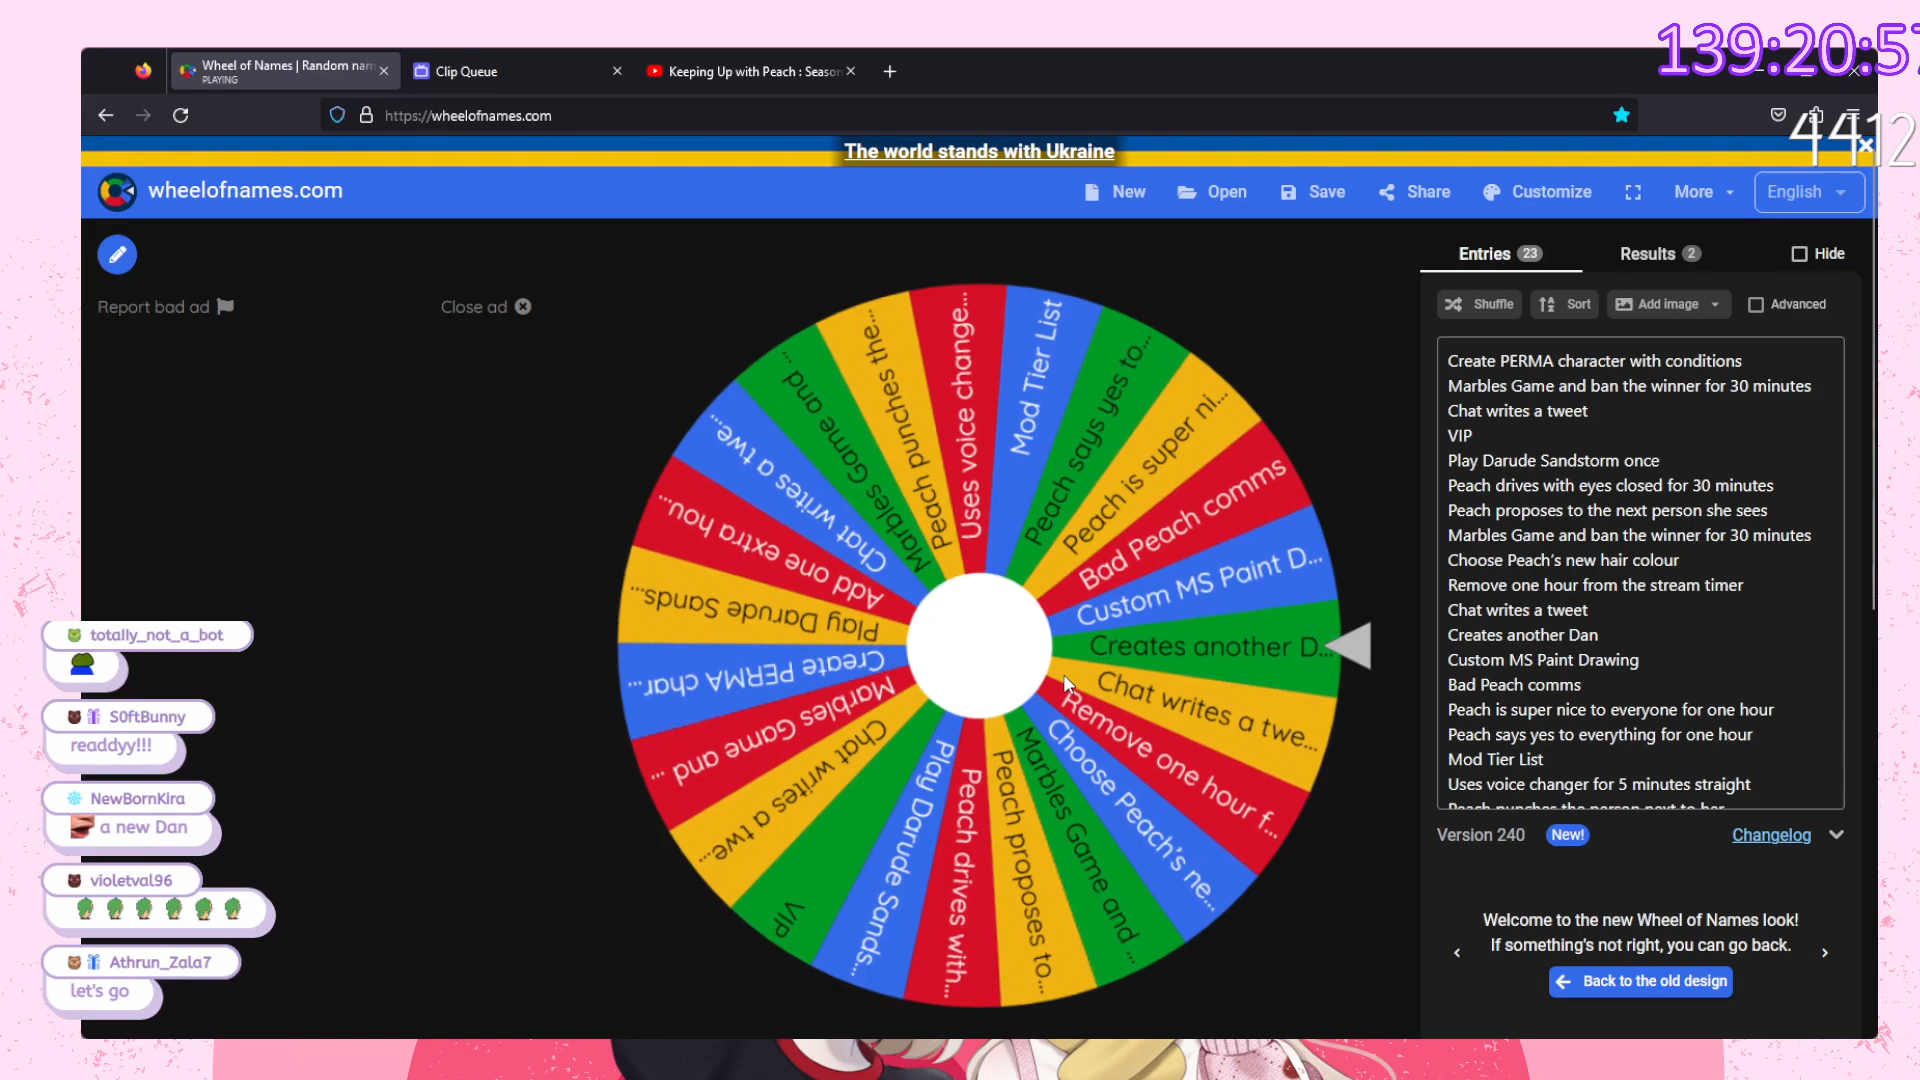 139:20:57
4412
Wheel of Names | Random nam
PLAYING
Clip Queue
Keeping Up with Peach : Season
https://wheelofnames.com
The world stands with Ukraine
wheelofnames.com
New
Open
Save
Share
Customize
More
English
Report bad ad
Close ad
Entries 23
Results 2
Hide
Shuffle
Sort
Add image
Advanced
Create PERMA character with conditions
Marbles Game and ban the winner for 30 minutes
Chat writes a tweet
VIP
Play Darude Sandstorm once
Peach drives with eyes closed for 30 minutes
Peach proposes to the next person she sees
Marbles Game and ban the winner for 30 minutes
Choose Peach's new hair colour
Remove one hour from the stream timer
Chat writes a tweet
Creates another Dan
Custom MS Paint Drawing
Bad Peach comms
Peach is super nice to everyone for one hour
Peach says yes to everything for one hour
Mod Tier List
Uses voice changer for 5 minutes straight
Peach punches the person next to her
Uses voice change...
Mod Tier List
Peach says yes to...
Peach is super ni...
Bad Peach comms
Custom MS Paint D...
Creates another D...
Chat writes a twe...
Remove one hour f...
Choose Peach's ne...
Marbles Game and ...
Peach proposes to...
Peach drives with...
Play Darude Sands...
VIP
Chat writes a twe...
Marbles Game and ...
Create PERMA char...
Play Darude Sands...
Add one extra hou...
Chat writes a twe...
Marbles Game and ...
Peach punches the...
totally_not_a_bot
S0ftBunny
readdyy!!!
NewBornKira
a new Dan
violetval96
Athrun_Zala7
let's go
Version 240
New!
Changelog
Welcome to the new Wheel of Names look!
If something's not right, you can go back.
Back to the old design